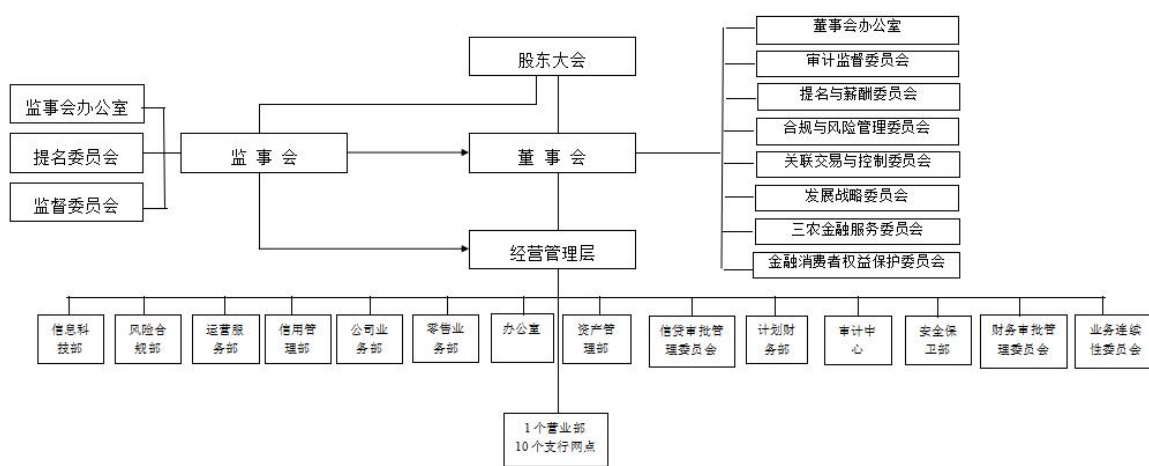 股东大会
监事会办公室
提名委员会
监督委员会
监 事 会
董 事 会
经营管理层
董事会办公室
审计监督委员会
提名与薪酬委员会
合规与风险管理委员会
关联交易与控制委员会
发展战略委员会
三农金融服务委员会
金融消费者权益保护委员会
信息科
技部
风险合
规部
运营服
务部
信用管
理部
公司业
务部
零售业
务部
办公室
资产管
理部
信贷审批管
理委员会
计划财
务部
审计中
心
安全保
卫部
财务审批管
理委员会
业务连续
性委员会
1个营业部
10个支行网点